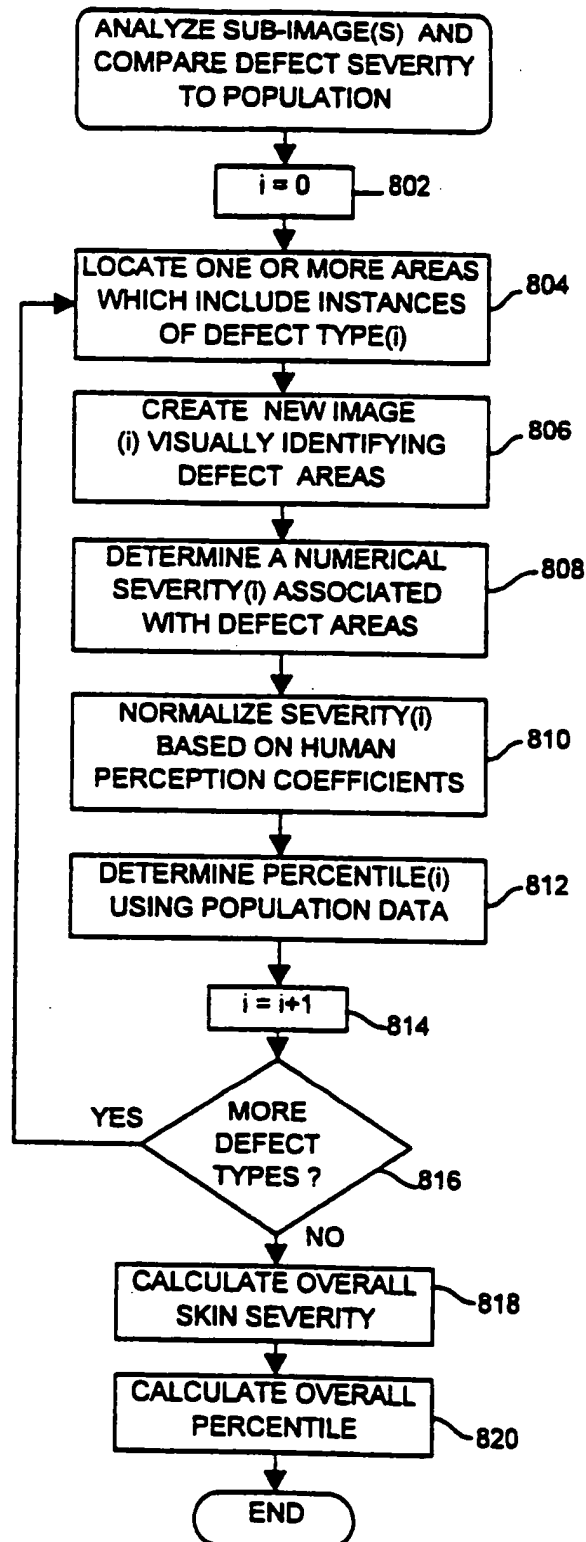 ANALYZE SUB-IMAGE(S) AND
COMPARE DEFECT SEVERITY
TO POPULATION
i = 0
802
LOCATE ONE OR MORE AREAS
WHICH INCLUDE INSTANCES
OF DEFECT TYPE(i)
804
CREATE NEW IMAGE
(i) VISUALLY IDENTIFYING
DEFECT AREAS
806
DETERMINE A NUMERICAL
SEVERITY(i) ASSOCIATED
WITH DEFECT AREAS
808
NORMALIZE SEVERITY(i)
BASED ON HUMAN
PERCEPTION COEFFICIENTS
810
DETERMINE PERCENTILE(i)
USING POPULATION DATA
812
i = i+1
814
YES
MORE
DEFECT
TYPES ?
816
NO
CALCULATE OVERALL
SKIN SEVERITY
818
CALCULATE OVERALL
PERCENTILE
820
END